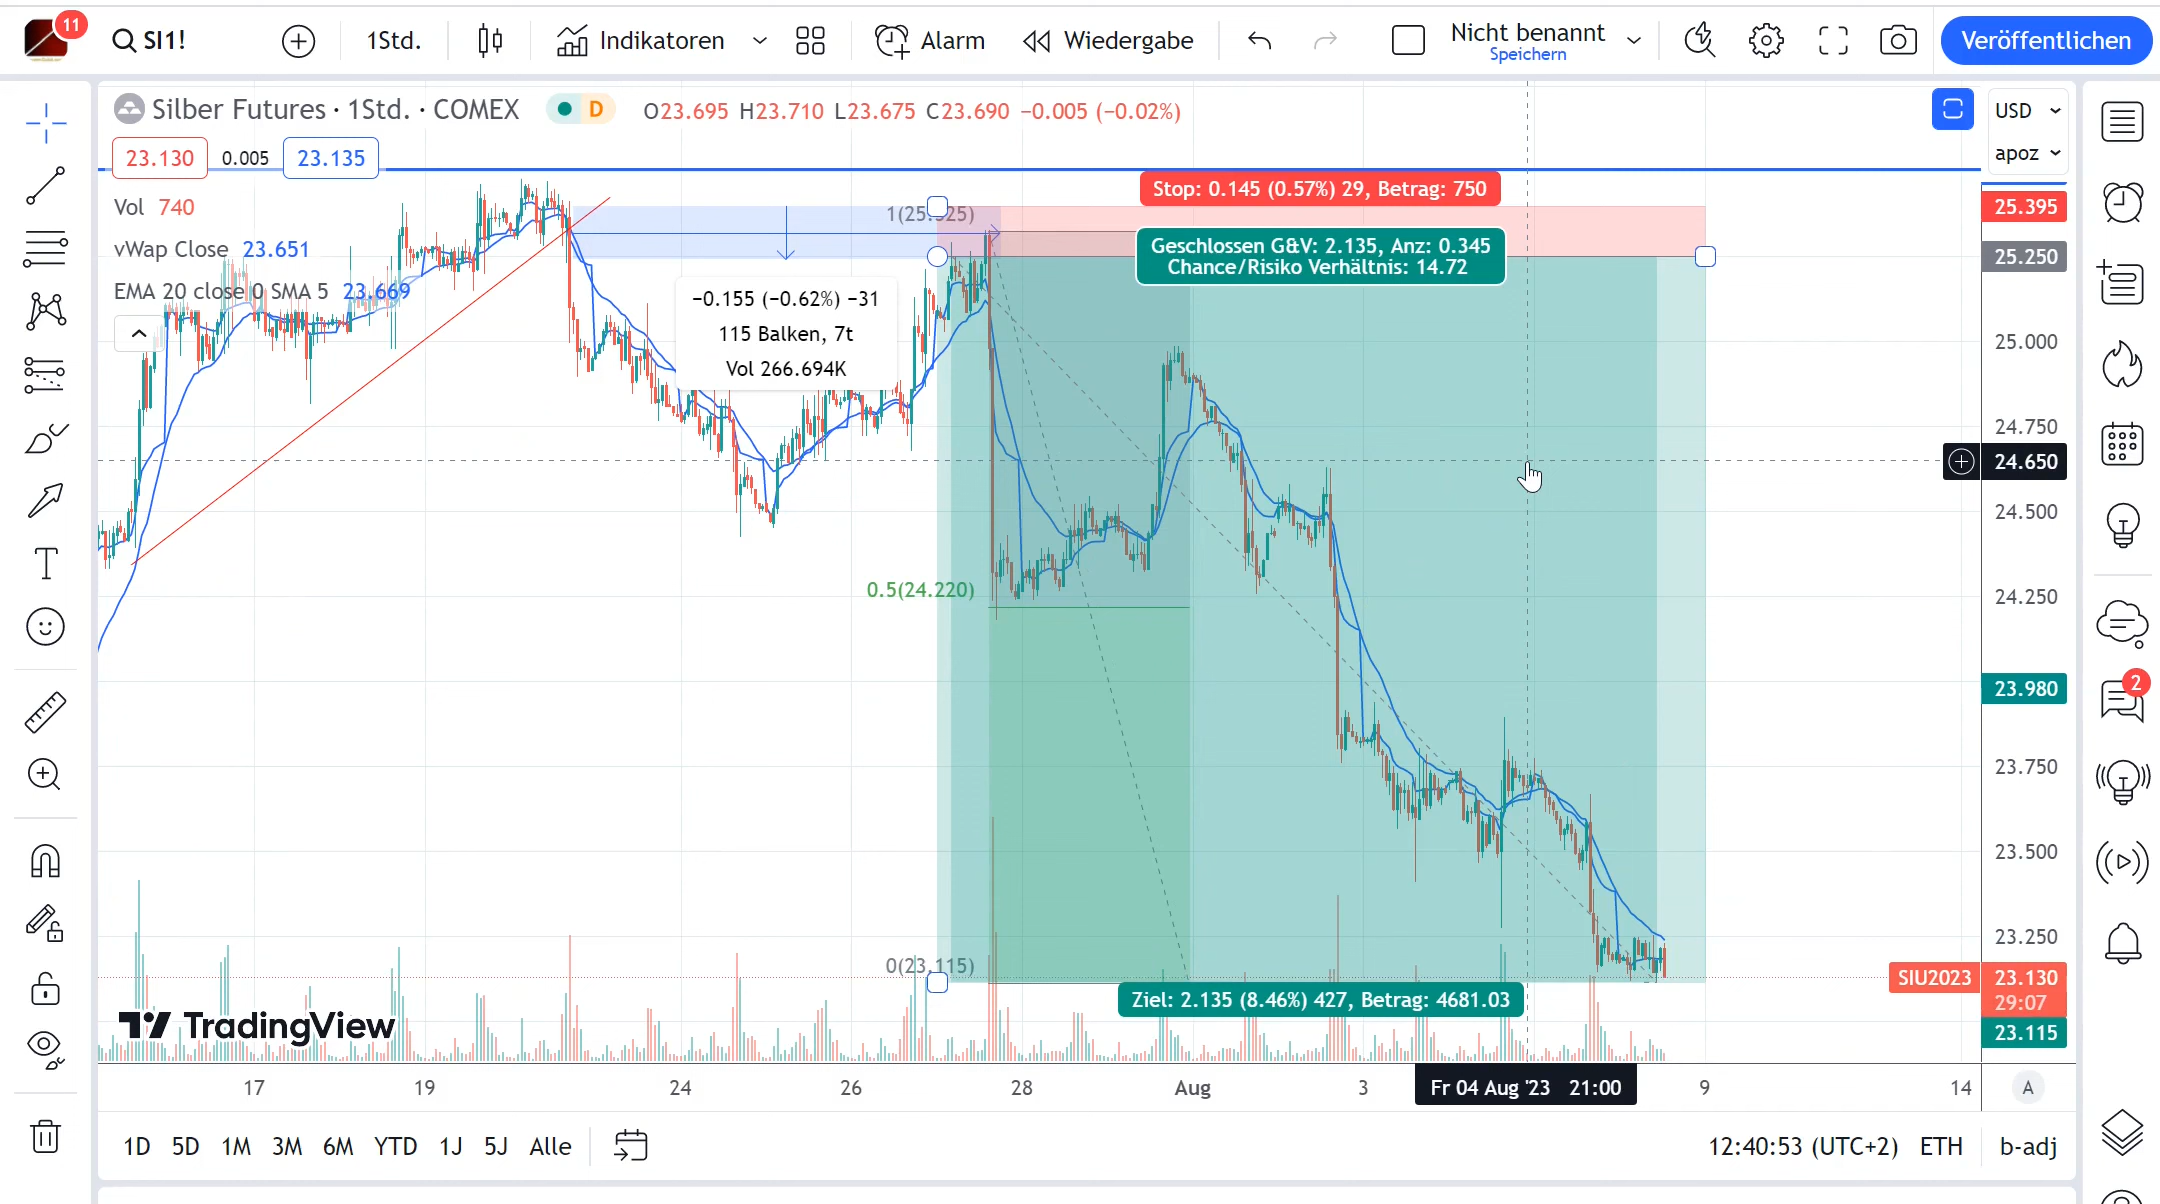 11
SI1!
1Std.
Indikatoren
Alarm
Wiedergabe
Nicht benannt
Speichern
Veröffentlichen
Silber Futures · 1Std. · COMEX
D
O23.695 H23.710 L23.675 C23.690 −0.005 (−0.02%)
USD
apoz
23.130
0.005
23.135
Vol 740
vWap Close 23.651
EMA 20 close 0 SMA 5 23.669
Stop: 0.145 (0.57%) 29, Betrag: 750
1(25.325)
Geschlossen G&V: 2.135, Anz: 0.345
Chance/Risiko Verhältnis: 14.72
−0.155 (−0.62%) −31
115 Balken, 7t
Vol 266.694K
0.5(24.220)
0(23.115)
Ziel: 2.135 (8.46%) 427, Betrag: 4681.03
25.395
25.250
25.000
24.750
24.650
24.500
24.250
23.980
23.750
23.500
23.250
SIU2023
23.130
29:07
23.115
2
TradingView
17
19
24
26
28
Aug
3
Fr 04 Aug '23 21:00
9
14
A
1D
5D
1M
3M
6M
YTD
1J
5J
Alle
12:40:53 (UTC+2)
ETH
b-adj